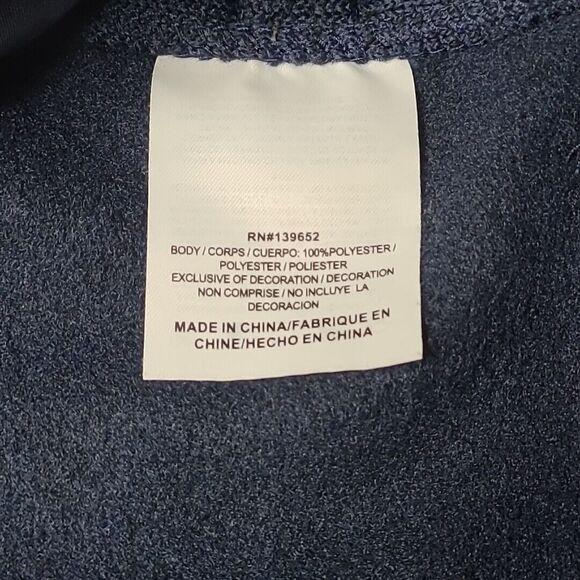 RN#139652
BODY / CORPS / CUERPO: 100%POLYESTER /
POLYESTER / POLIESTER
EXCLUSIVE OF DECORATION / DECORATION
NON COMPRISE / NO INCLUYE LA
DECORACION
MADE IN CHINA/FABRIQUE EN
CHINE/HECHO EN CHINA